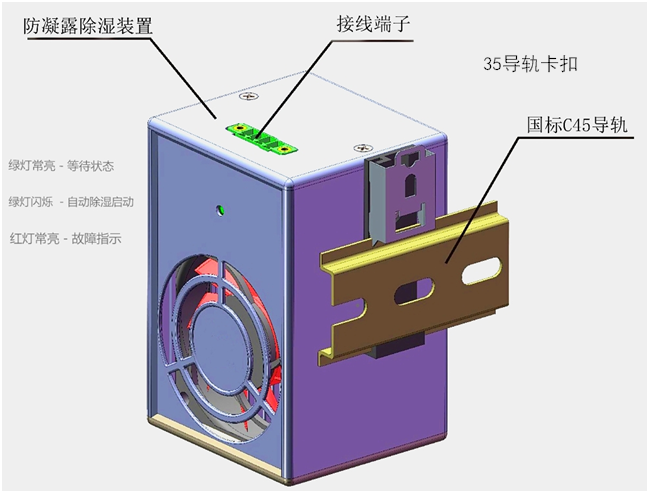 防凝露除湿装置
接线端子
35导轨卡扣
国标C45导轨
绿灯常亮 - 等待状态
绿灯闪烁 - 自动除湿启动
红灯常亮 - 故障指示